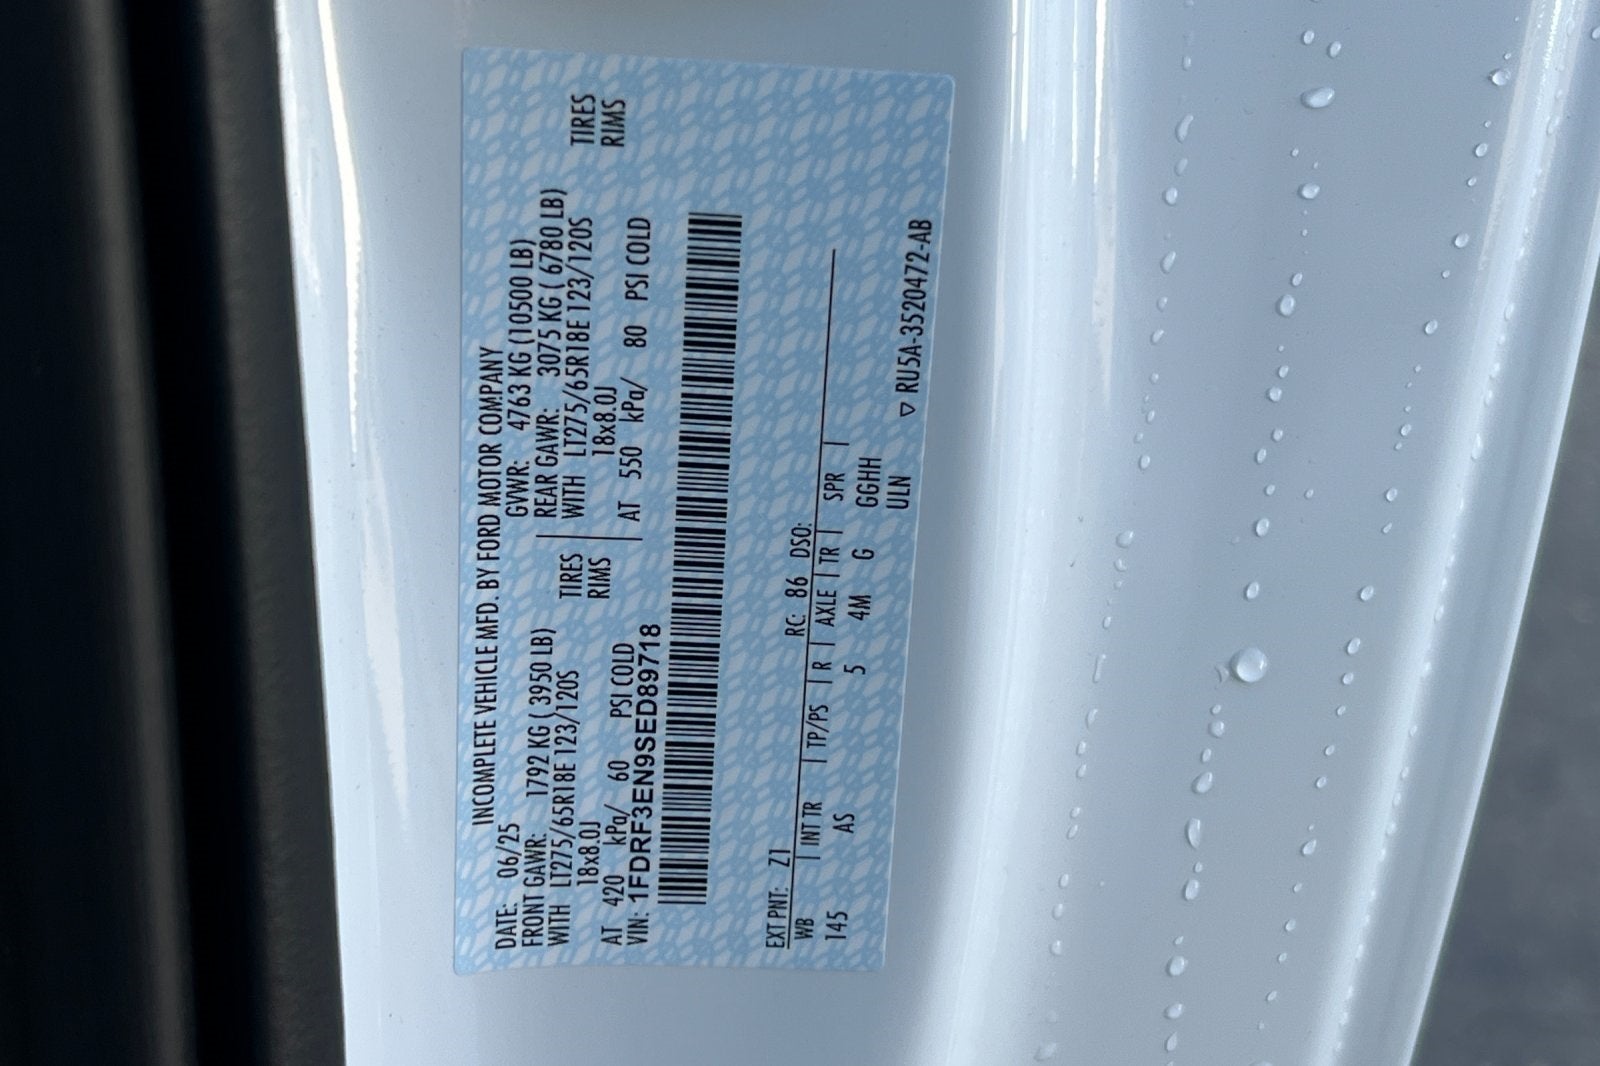 INCOMPLETE VEHICLE MFD. BY FORD MOTOR COMPANY
DATE: 06/25 GVWR: 4763 KG (10500 LB)
FRONT GAWR: 1792 KG ( 3950 LB) REAR GAWR: 3075 KG ( 6780 LB)
WITH LT275/65R18E 123/120S TIRES WITH LT275/65R18E 123/120S TIRES
18x8.0J RIMS 18x8.0J RIMS
AT 420 kPa/ 60 PSI COLD AT 550 kPa/ 80 PSI COLD
VIN: 1FDRF3EN9SED89718
EXT PNT: Z1 RC: 86 DSO:
WB INT TR TP/PS R AXLE TR SPR
145 AS 5 4M G GGHH
ULN
▽ RU5A-3520472-AB